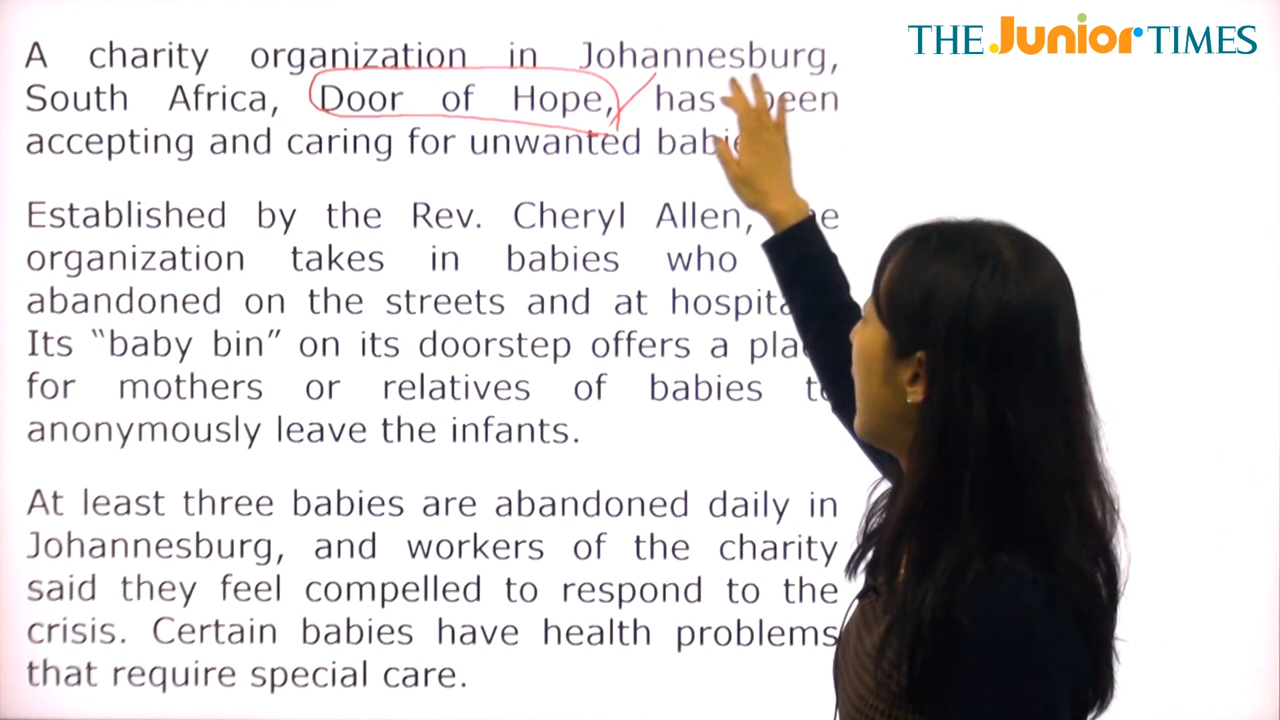 THE Junior TIMES
A charity organization in Johannesburg,
South Africa, Door of Hope, has been
accepting and caring for unwanted
Established by the Rev. Cheryl Allen,
organization takes in babies who
abandoned on the streets and at
Its “baby bin” on its doorstep offers a
for mothers or relatives of babies to
anonymously leave the infants.
At least three babies are abandoned daily in
Johannesburg, and workers of the charity
said they feel compelled to respond to the
crisis. Certain babies have health problems
that require special care.